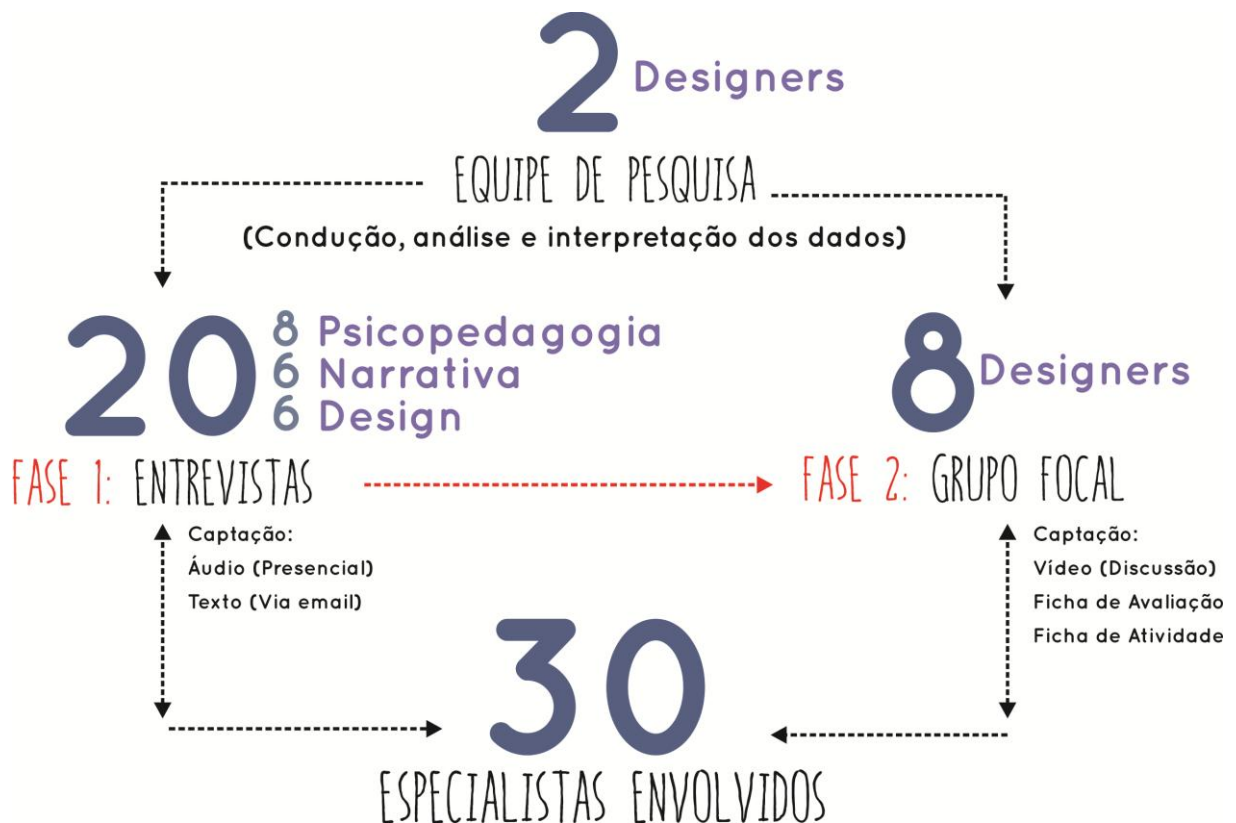 2 Designers
EQUIPE DE PESQUISA
(Condução, análise e interpretação dos dados)
20
8 Psicopedagogia
6 Narrativa
6 Design
FASE 1: ENTREVISTAS
Captação:
Áudio (Presencial)
Texto (Via email)
8 Designers
FASE 2: GRUPO FOCAL
Captação:
Vídeo (Discussão)
Ficha de Avaliação
Ficha de Atividade
30
ESPECIALISTAS ENVOLVIDOS